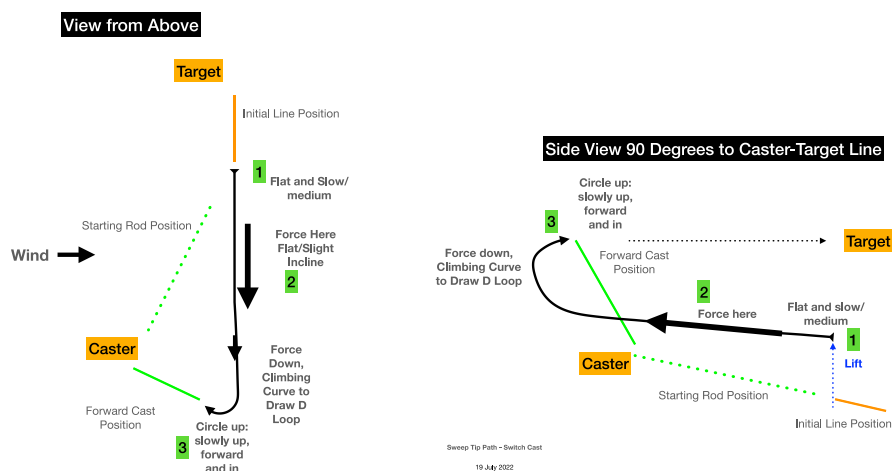 View from Above
Target
Initial Line Position
1
Flat and Slow/
medium
Starting Rod Position
Wind
Force Here
Flat/Slight
Incline
2
Caster
Force
Down,
Climbing
Curve to
Draw D
Loop
Forward Cast
Position
3
Circle up:
slowly up,
forward
and in
Side View 90 Degrees to Caster-Target Line
Circle up:
slowly up,
forward
and in
3
Target
Force down,
Climbing Curve
to Draw D Loop
Forward Cast
Position
2
Force here
Flat and slow/
medium
1
Caster
Lift
Starting Rod Position
Initial Line Position
Sweep Tip Path – Switch Cast
19 July 2022